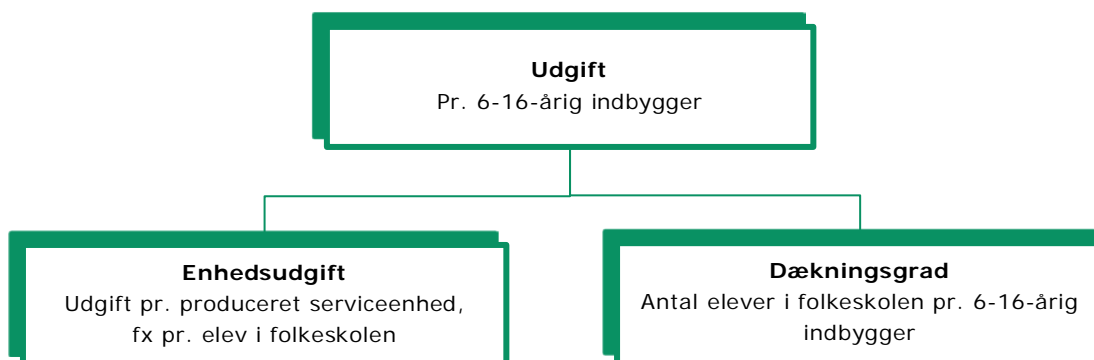 Udgift
Pr. 6-16-årig indbygger
Enhedsudgift
Udgift pr. produceret serviceenhed,
fx pr. elev i folkeskolen
Dækningsgrad
Antal elever i folkeskolen pr. 6-16-årig
indbygger